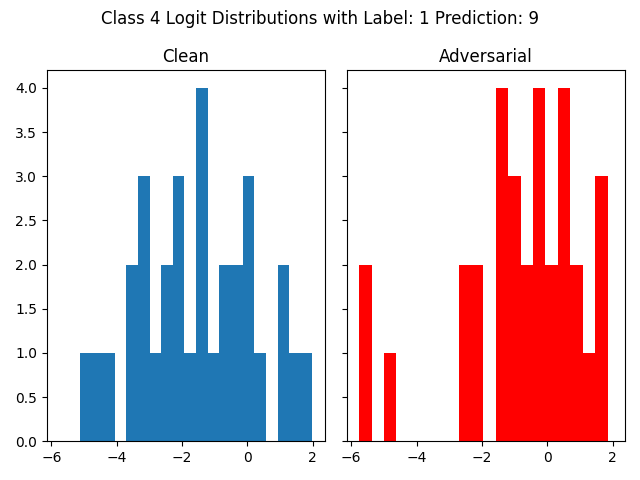 Class 4 Logit Distributions with Label: 1 Prediction: 9
Clean
Adversarial
4.0
3.5
3.0
2.5
2.0
1.5
1.0
0.5
0.0
−6 −4 −2 0 2
−6 −4 −2 0 2